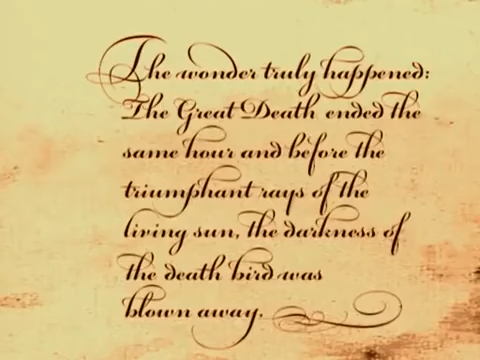 The wonder truly happened:
The Great Death ended the
same hour and before the
triumphant rays of the
living sun, the darkness of
the death bird was
blown away.